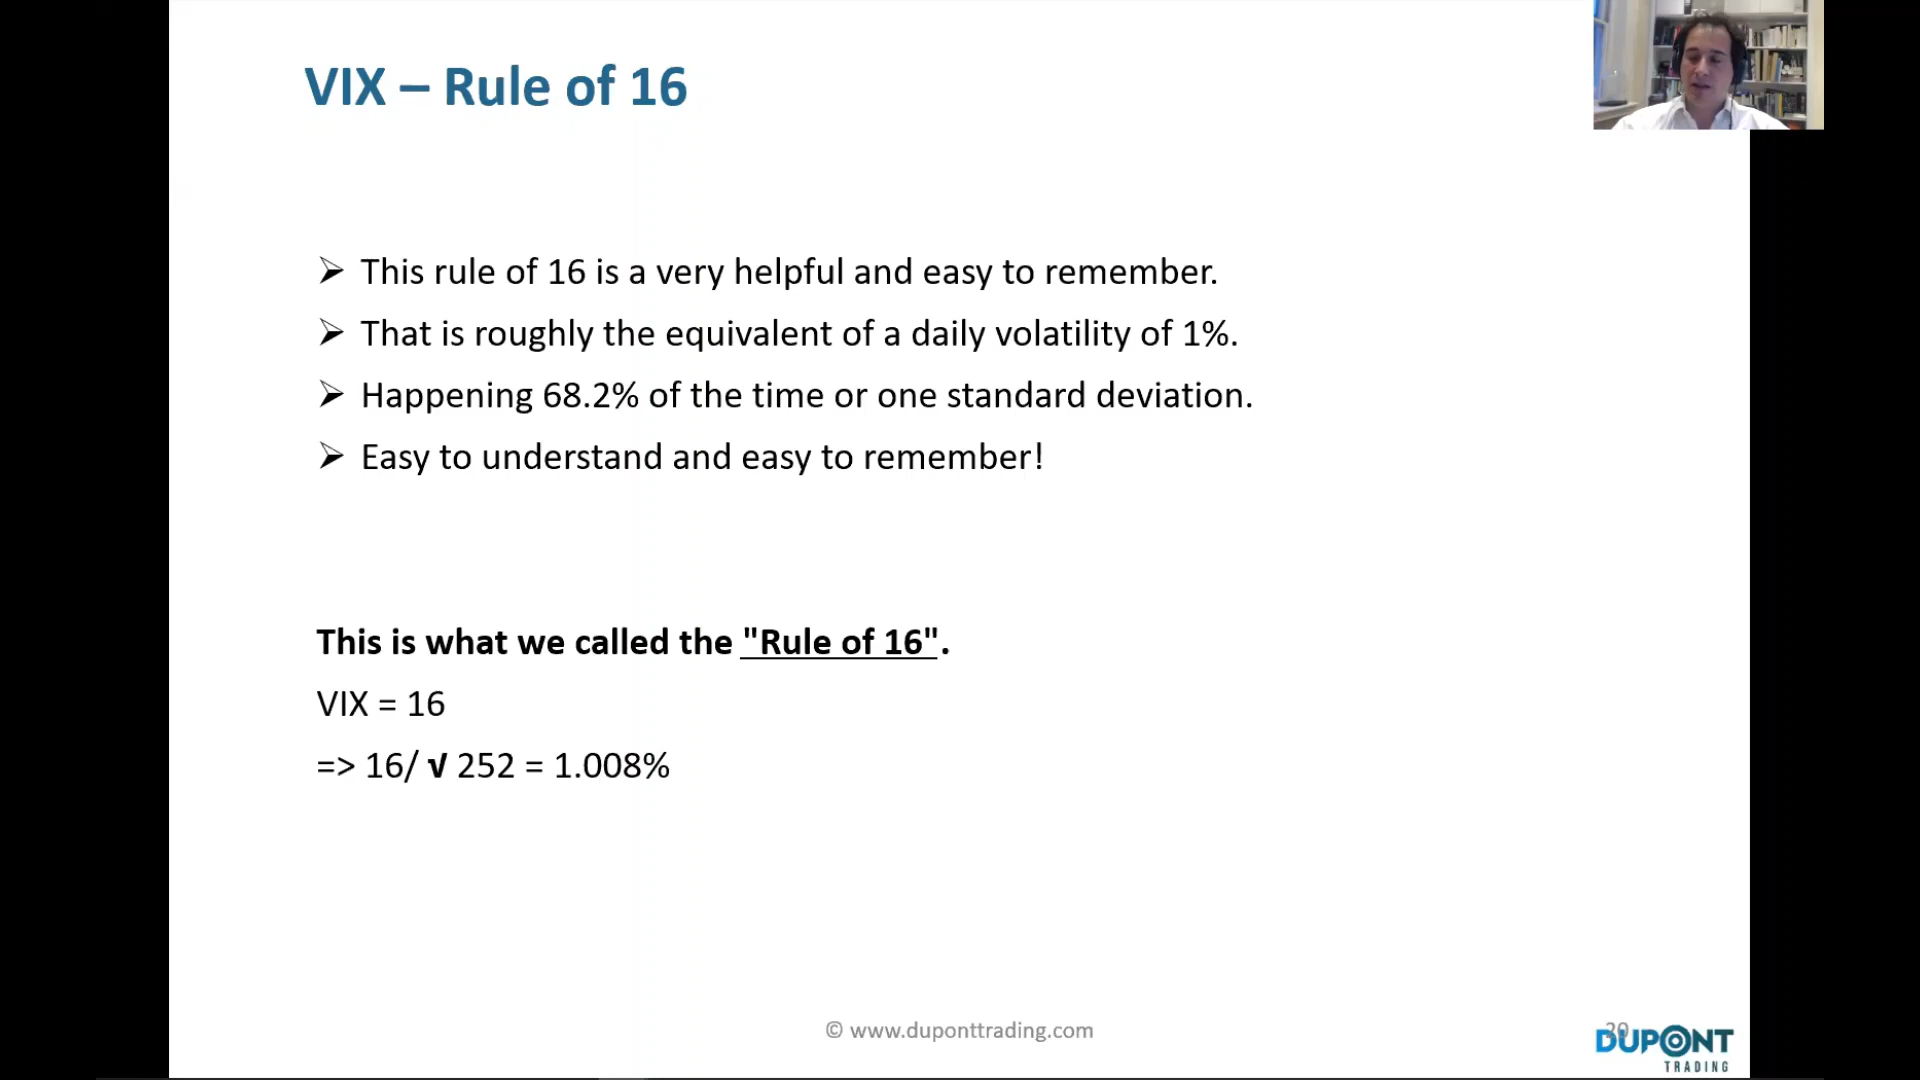 VIX – Rule of 16
➢ This rule of 16 is a very helpful and easy to remember.
➢ That is roughly the equivalent of a daily volatility of 1%.
➢ Happening 68.2% of the time or one standard deviation.
➢ Easy to understand and easy to remember!
This is what we called the "Rule of 16".
VIX = 16
=> 16/ √ 252 = 1.008%
© www.duponttrading.com
20
DUPONT
TRADING